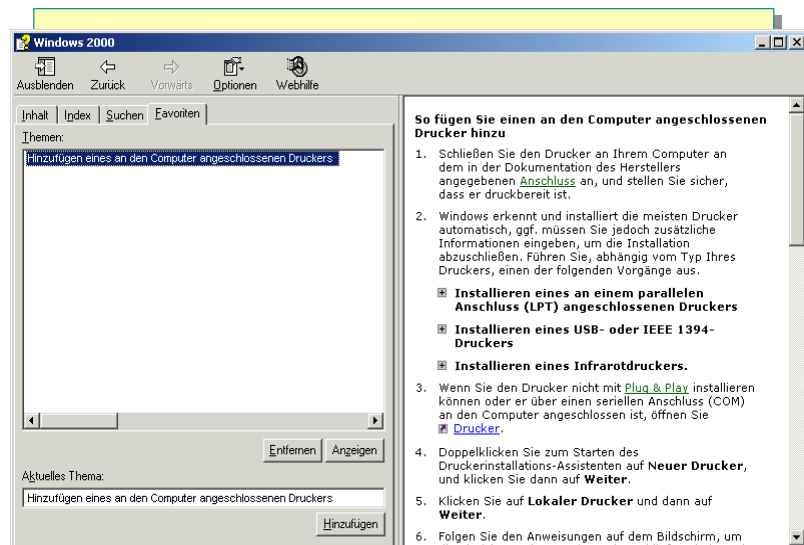 Windows 2000
Ausblenden Zurück Vorwärts Optionen Webhilfe
Inhalt Index Suchen Favoriten
Themen:
Hinzufügen eines an den Computer angeschlossenen Druckers
Entfernen Anzeigen
Aktuelles Thema:
Hinzufügen eines an den Computer angeschlossenen Druckers
Hinzufügen
So fügen Sie einen an den Computer angeschlossenen
Drucker hinzu
1. Schließen Sie den Drucker an Ihrem Computer an
dem in der Dokumentation des Herstellers
angegebenen Anschluss an, und stellen Sie sicher,
dass er druckbereit ist.
2. Windows erkennt und installiert die meisten Drucker
automatisch, ggf. müssen Sie jedoch zusätzliche
Informationen eingeben, um die Installation
abzuschließen. Führen Sie, abhängig vom Typ Ihres
Druckers, einen der folgenden Vorgänge aus.
Installieren eines an einem parallelen
Anschluss (LPT) angeschlossenen Druckers
Installieren eines USB- oder IEEE 1394-
Druckers
Installieren eines Infrarotdruckers.
3. Wenn Sie den Drucker nicht mit Plug & Play installieren
können oder er über einen seriellen Anschluss (COM)
an den Computer angeschlossen ist, öffnen Sie
Drucker.
4. Doppelklicken Sie zum Starten des
Druckerinstallations-Assistenten auf Neuer Drucker,
und klicken Sie dann auf Weiter.
5. Klicken Sie auf Lokaler Drucker und dann auf
Weiter.
6. Folgen Sie den Anweisungen auf dem Bildschirm, um